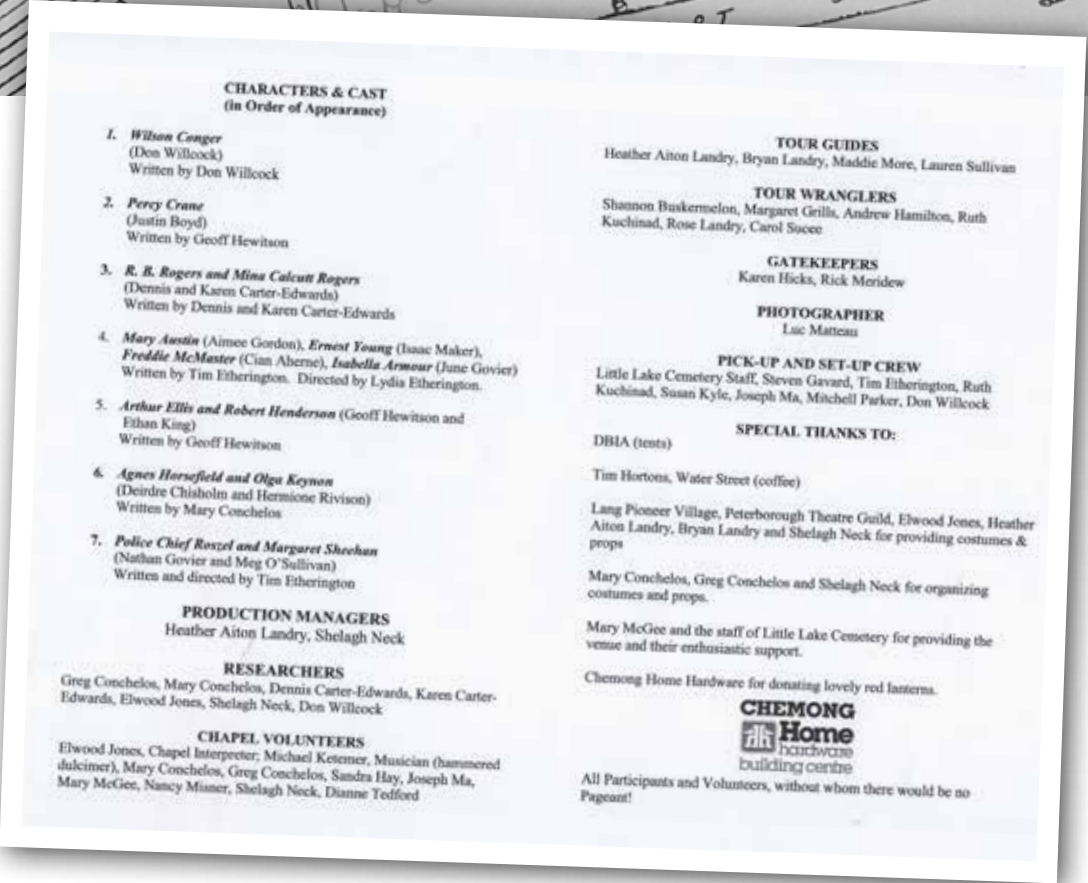 CHARACTERS & CAST
(in Order of Appearance)
1. Wilson Conger
(Don Willcock)
Written by Don Willcock
2. Percy Crane
(Justin Boyd)
Written by Geoff Hewitson
3. R. B. Rogers and Mina Calcutt Rogers
(Dennis and Karen Carter-Edwards)
Written by Dennis and Karen Carter-Edwards
4. Mary Austin (Aimee Gordon), Ernest Young (Isaac Maker),
Freddie McMaster (Cian Aherne), Isabella Armour (June Govier)
Written by Tim Etherington. Directed by Lydia Etherington.
5. Arthur Ellis and Robert Henderson (Geoff Hewitson and
Ethan King)
Written by Geoff Hewitson
6. Agnes Horsefield and Olga Keynon
(Deirdre Chisholm and Hermione Rivison)
Written by Mary Conchelos
7. Police Chief Roszel and Margaret Sheehan
(Nathan Govier and Meg O'Sullivan)
Written and directed by Tim Etherington
PRODUCTION MANAGERS
Heather Aiton Landry, Shelagh Neck
RESEARCHERS
Greg Conchelos, Mary Conchelos, Dennis Carter-Edwards, Karen Carter-
Edwards, Elwood Jones, Shelagh Neck, Don Willcock
CHAPEL VOLUNTEERS
Elwood Jones, Chapel Interpreter; Michael Ketemer, Musician (hammered
dulcimer), Mary Conchelos, Greg Conchelos, Sandra Hay, Joseph Ma,
Mary McGee, Nancy Misner, Shelagh Neck, Dianne Tedford
TOUR GUIDES
Heather Aiton Landry, Bryan Landry, Maddie More, Lauren Sullivan
TOUR WRANGLERS
Shannon Buskermolen, Margaret Grills, Andrew Hamilton, Ruth
Kuchinad, Rose Landry, Carol
GATEKEEPERS
Karen Hicks, Rick Meridew
PHOTOGRAPHER
Luc Matteau
PICK-UP AND SET-UP CREW
Little Lake Cemetery Staff, Steven Gavard, Tim Etherington, Ruth
Kuchinad, Susan Kyle, Joseph Ma, Mitchell Parker, Don Willcock
SPECIAL THANKS TO:
DBIA (tents)
Tim Hortons, Water Street (coffee)
Lang Pioneer Village, Peterborough Theatre Guild, Elwood Jones, Heather
Aiton Landry, Bryan Landry and Shelagh Neck for providing costumes &
props
Mary Conchelos, Greg Conchelos and Shelagh Neck for organizing
costumes and props.
Mary McGee and the staff of Little Lake Cemetery for providing the
venue and their enthusiastic support.
Chemong Home Hardware for donating lovely red lanterns.
CHEMONG
Home
hardware
building centre
All Participants and Volunteers, without whom there would be no
Pageant!